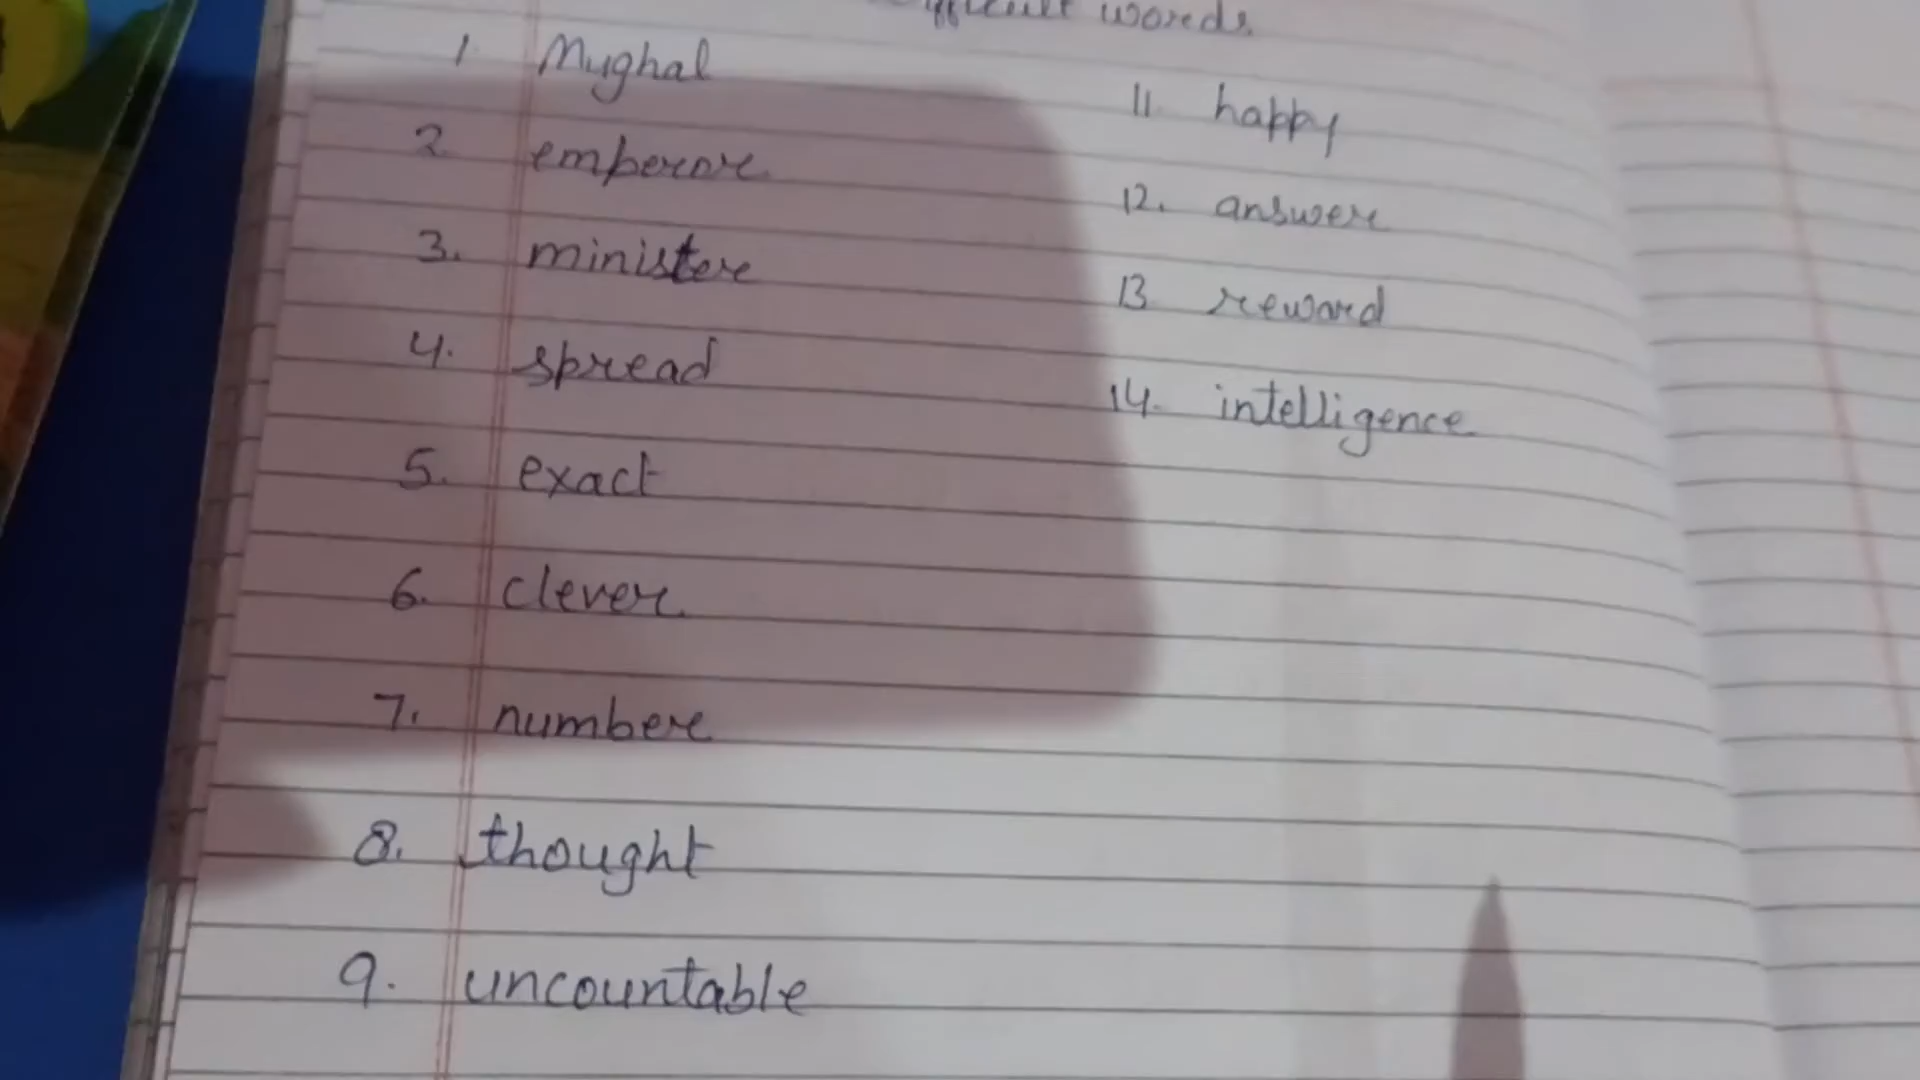 Difficult words.
1. Mughal
2. emperor
3. minister
4. spread
5. exact
6. clever
7. number
8. thought
9. uncountable
11. happy
12. answer
13 reward
14. intelligence